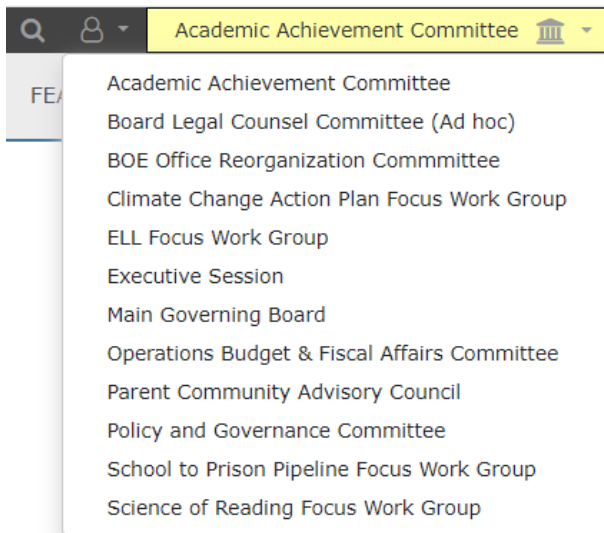 Academic Achievement Committee
FEA
Academic Achievement Committee
Board Legal Counsel Committee (Ad hoc)
BOE Office Reorganization Commmittee
Climate Change Action Plan Focus Work Group
ELL Focus Work Group
Executive Session
Main Governing Board
Operations Budget & Fiscal Affairs Committee
Parent Community Advisory Council
Policy and Governance Committee
School to Prison Pipeline Focus Work Group
Science of Reading Focus Work Group